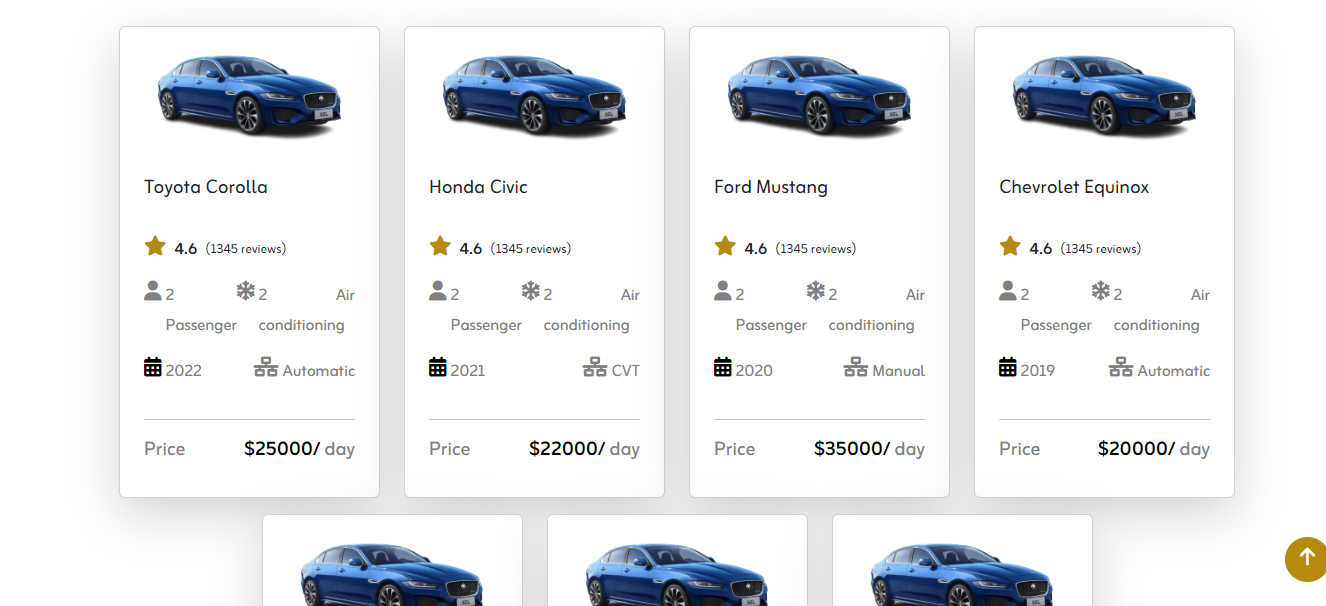 Toyota Corolla
Honda Civic
Ford Mustang
Chevrolet Equinox
4.6 (1345 reviews)
4.6 (1345 reviews)
4.6 (1345 reviews)
4.6 (1345 reviews)
2 2 Air
2 2 Air
2 2 Air
2 2 Air
Passenger conditioning
Passenger conditioning
Passenger conditioning
Passenger conditioning
2022 Automatic
2021 CVT
2020 Manual
2019 Automatic
Price $25000/ day
Price $22000/ day
Price $35000/ day
Price $20000/ day